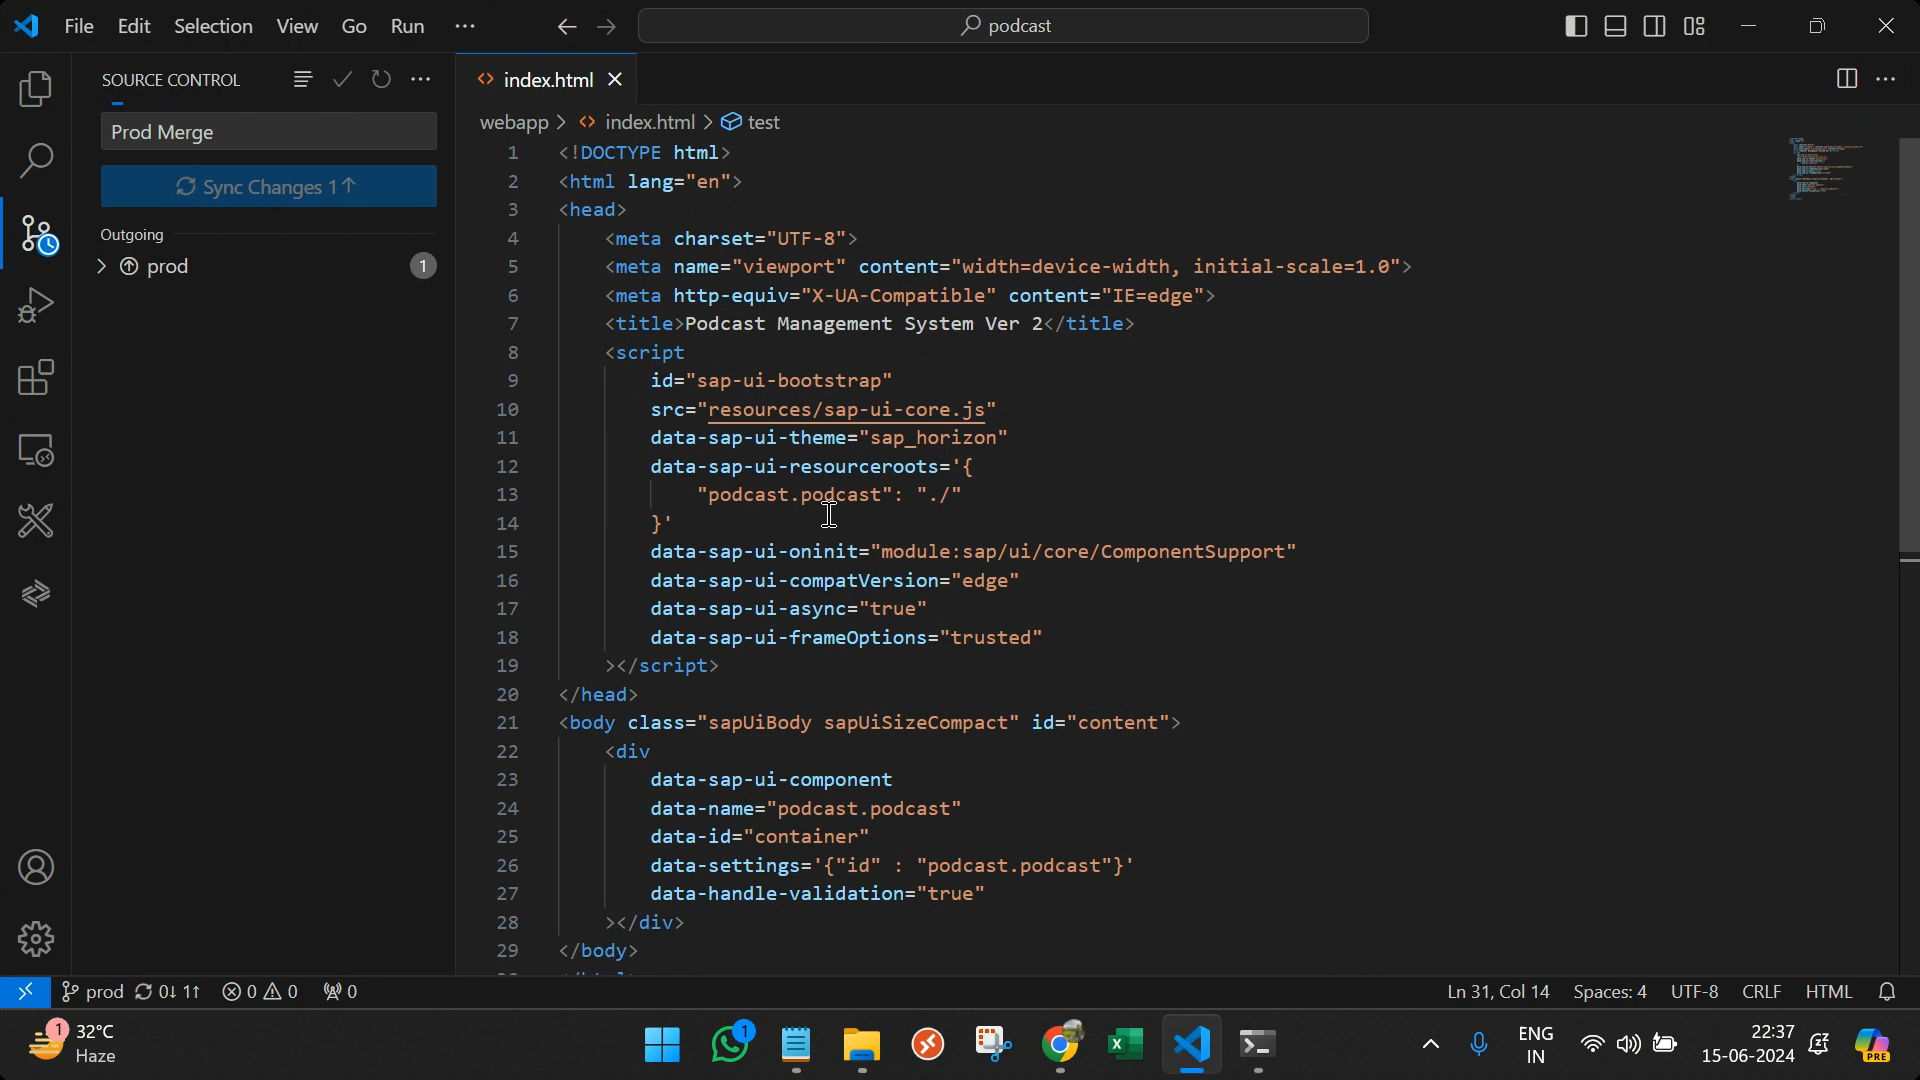 File Edit Selection View Go Run ···
podcast
SOURCE CONTROL
Prod Merge
Sync Changes 1↑
Outgoing
prod 1
index.html
webapp > index.html > test
1 <!DOCTYPE html>
2 <html lang="en">
3 <head>
4 <meta charset="UTF-8">
5 <meta name="viewport" content="width=device-width, initial-scale=1.0">
6 <meta http-equiv="X-UA-Compatible" content="IE=edge">
7 <title>Podcast Management System Ver 2</title>
8 <script
9 id="sap-ui-bootstrap"
10 src="resources/sap-ui-core.js"
11 data-sap-ui-theme="sap_horizon"
12 data-sap-ui-resourceroots='{
13 "podcast.podcast": "./"
14 }'
15 data-sap-ui-oninit="module:sap/ui/core/ComponentSupport"
16 data-sap-ui-compatVersion="edge"
17 data-sap-ui-async="true"
18 data-sap-ui-frameOptions="trusted"
19 ></script>
20 </head>
21 <body class="sapUiBody sapUiSizeCompact" id="content">
22 <div
23 data-sap-ui-component
24 data-name="podcast.podcast"
25 data-id="container"
26 data-settings='{"id" : "podcast.podcast"}'
27 data-handle-validation="true"
28 ></div>
29 </body>
prod 0↓ 1↑ 0 0 0
Ln 31, Col 14 Spaces: 4 UTF-8 CRLF HTML
1
32°C
Haze
1
PRE
ENG
IN
22:37
15-06-2024